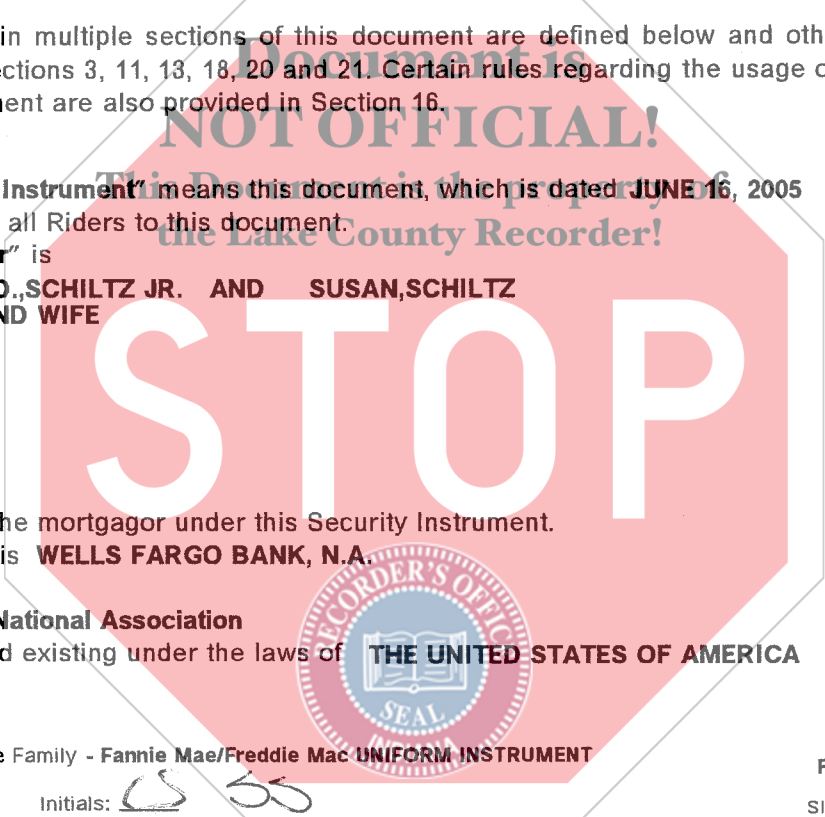 in multiple sections of this document are defined below and oth
ctions 3, 11, 13, 18, 20 and 21. Certain rules regarding the usage o
ent are also provided in Section 16.
Document is
NOT OFFICIAL!
This Document is the property of
the Lake County Recorder!
Instrument" means this document, which is dated JUNE 16, 2005
all Riders to this document.
r" is
O.,SCHILTZ JR. AND SUSAN,SCHILTZ
ND WIFE
STOP
he mortgagor under this Security Instrument.
is WELLS FARGO BANK, N.A.
National Association
d existing under the laws of THE UNITED STATES OF AMERICA
RECORDER'S OFFICE
SEAL
INDIANA
e Family - Fannie Mae/Freddie Mac UNIFORM INSTRUMENT
Initials: CS SS